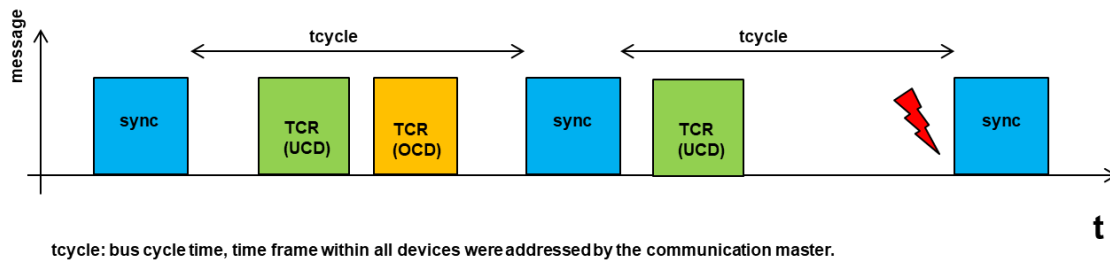 message
tcycle
tcycle
sync
TCR
(UCD)
TCR
(OCD)
sync
TCR
(UCD)
sync
t
tcycle: bus cycle time, time frame within all devices were addressed by the communication master.